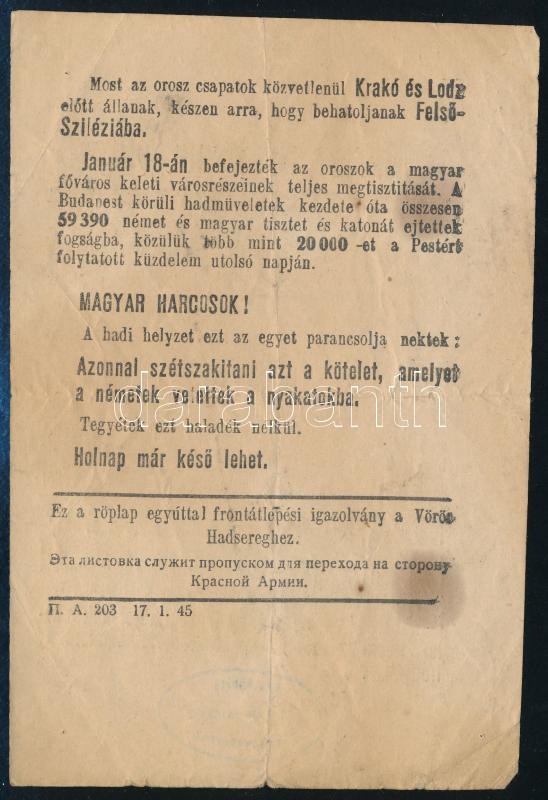 Most az orosz csapatok közvetlenül Krakó és Lodz
előtt állanak, készen arra, hogy behatoljanak Felső-
Sziléziába.
Január 18-án befejezték az oroszok a magyar
főváros keleti városrészeinek teljes megtisztitását. A
Budapest körüli hadmüveletek kezdete óta összesen
59 390 német és magyar tisztet és katonát ejtettek
fogságba, közülük több mint 20 000 -et a Pestért
folytatott küzdelem utolsó napján.
MAGYAR HARCOSOK!
A hadi helyzet ezt az egyet parancsolja nektek:
Azonnal szétszakitani azt a kötelet, amelyet
a németek vetettek a nyakatokba.
darabanth
Tegyétek ezt haladék nélkül.
Holnap már késő lehet.
Ez a röplap egyúttal frontátlépési igazolvány a Vörös
Hadsereghez.
Эта листовка служит пропуском для перехода на сторону
Красной Армии.
П. А. 203 17. 1. 45